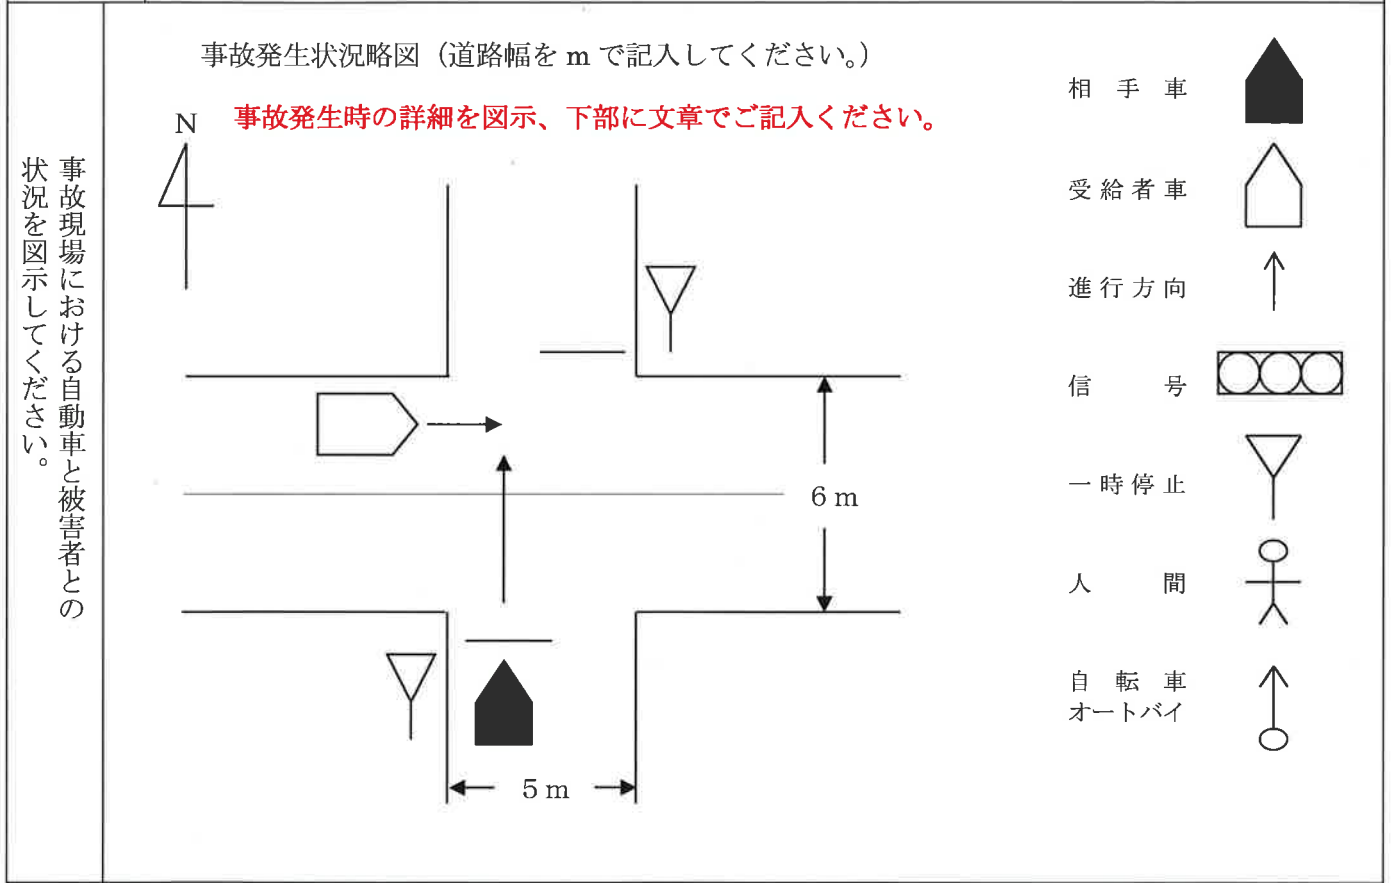 事故現場における自動車と被害者との
状況を図示してください。
事故発生状況略図（道路幅を m で記入してください。）
事故発生時の詳細を図示、下部に文章でご記入ください。
N
6 m
5 m
相手車
受給者車
進行方向
信号
一時停止
人間
自転車
オートバイ